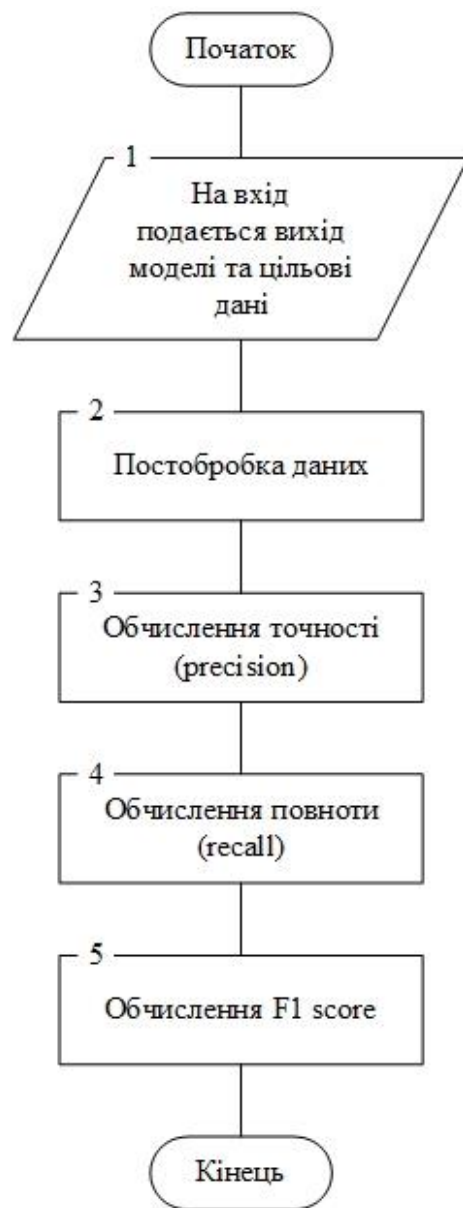 Початок
1
На вхід
подається вихід
моделі та цільові
дані
2
Постобробка даних
3
Обчислення точності
(precision)
4
Обчислення повноти
(recall)
5
Обчислення F1 score
Кінець